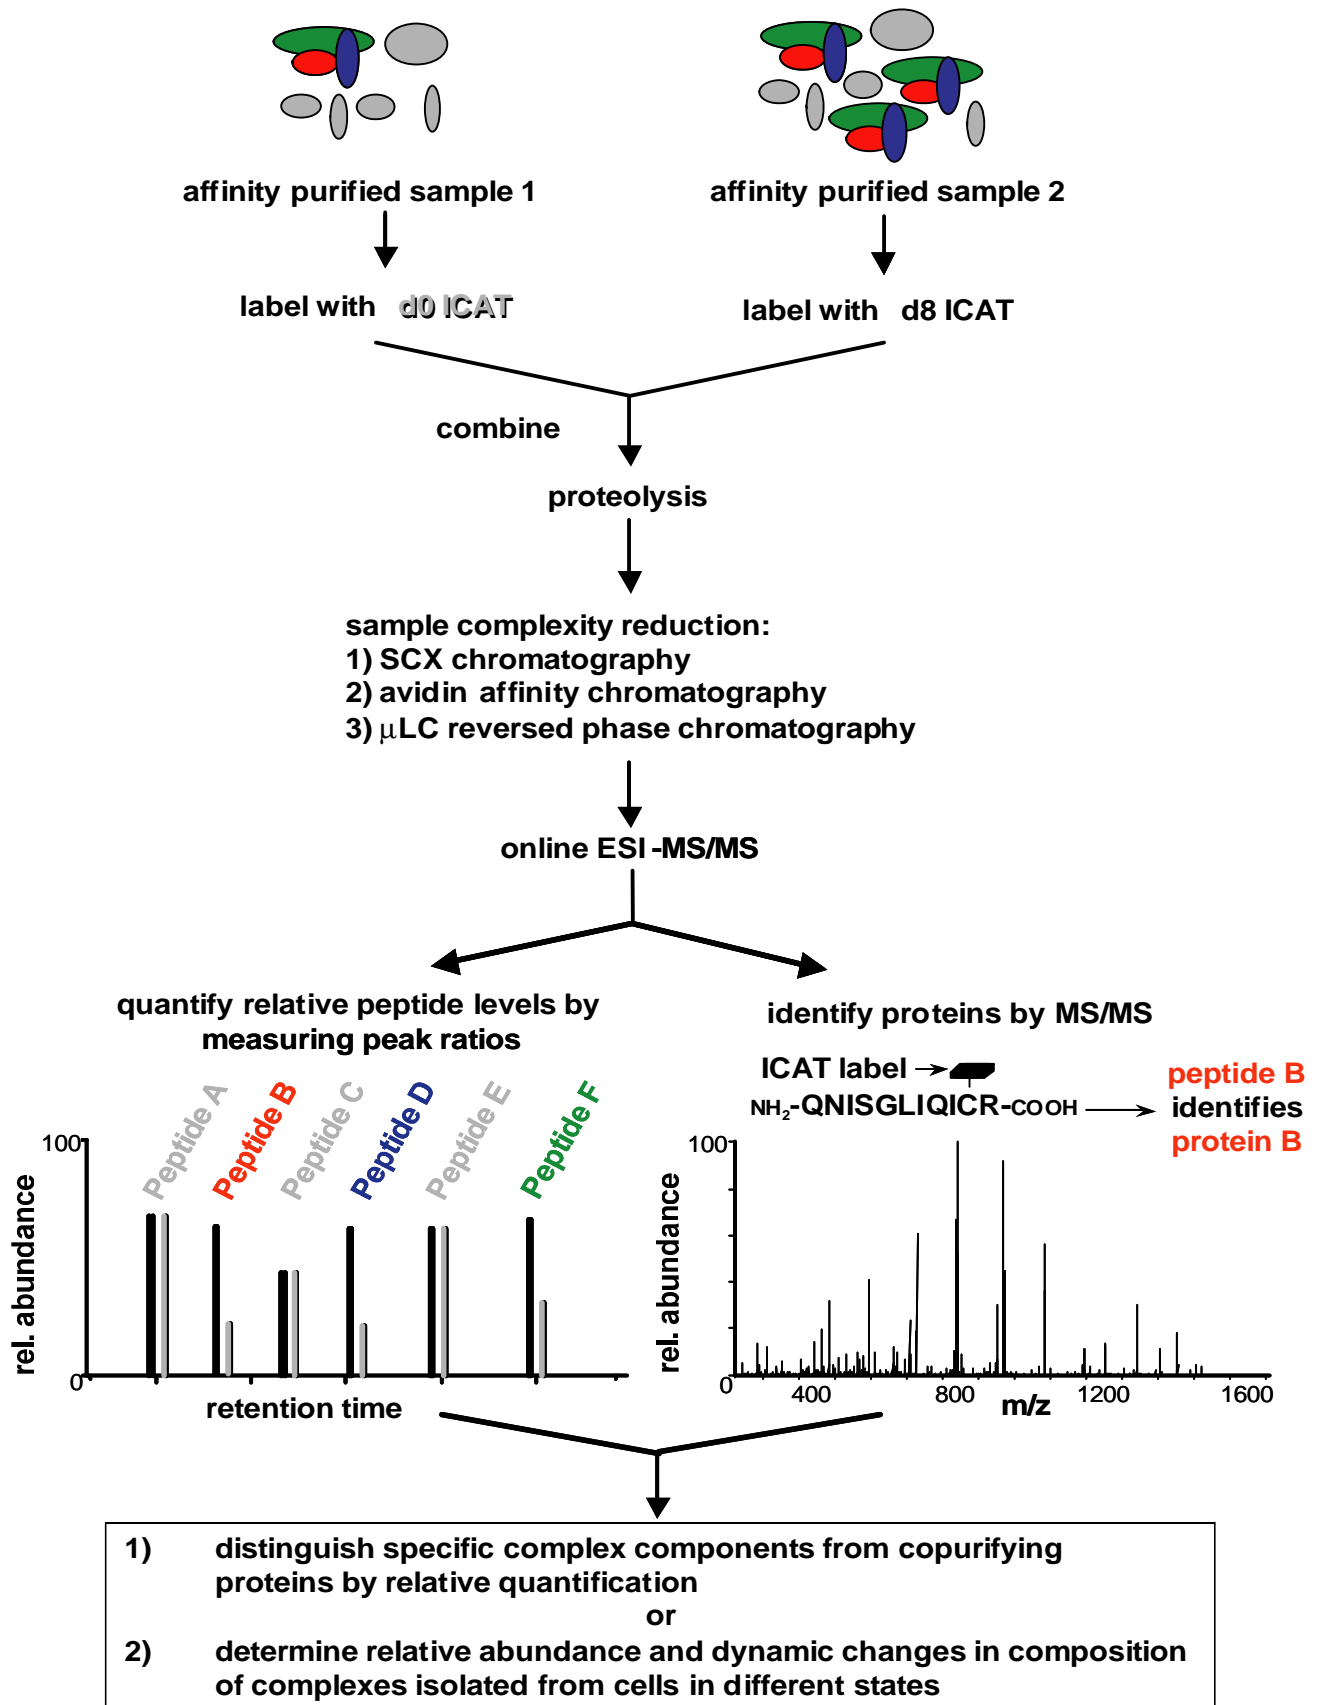 affinity purified sample 1
affinity purified sample 2
label with d0 ICAT
label with d8 ICAT
combine
proteolysis
sample complexity reduction:
1) SCX chromatography
2) avidin affinity chromatography
3) μLC reversed phase chromatography
online ESI -MS/MS
quantify relative peptide levels by
measuring peak ratios
Peptide A
Peptide B
Peptide C
Peptide D
Peptide E
Peptide F
100
0
rel. abundance
retention time
identify proteins by MS/MS
ICAT label
NH2-QNISGLIQICR-COOH
peptide B
identifies
protein B
100
rel. abundance
0 400 800 1200 1600
m/z
1) distinguish specific complex components from copurifying
proteins by relative quantification
or
2) determine relative abundance and dynamic changes in composition
of complexes isolated from cells in different states